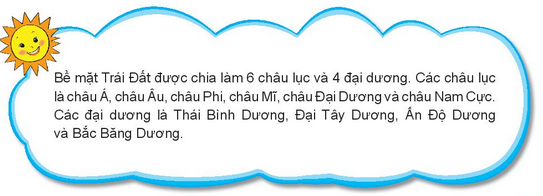 Bề mặt Trái Đất được chia làm 6 châu lục và 4 đại dương. Các châu lục
là châu Á, châu Âu, châu Phi, châu Mĩ, châu Đại Dương và châu Nam Cực.
Các đại dương là Thái Bình Dương, Đại Tây Dương, Ấn Độ Dương
và Bắc Băng Dương.